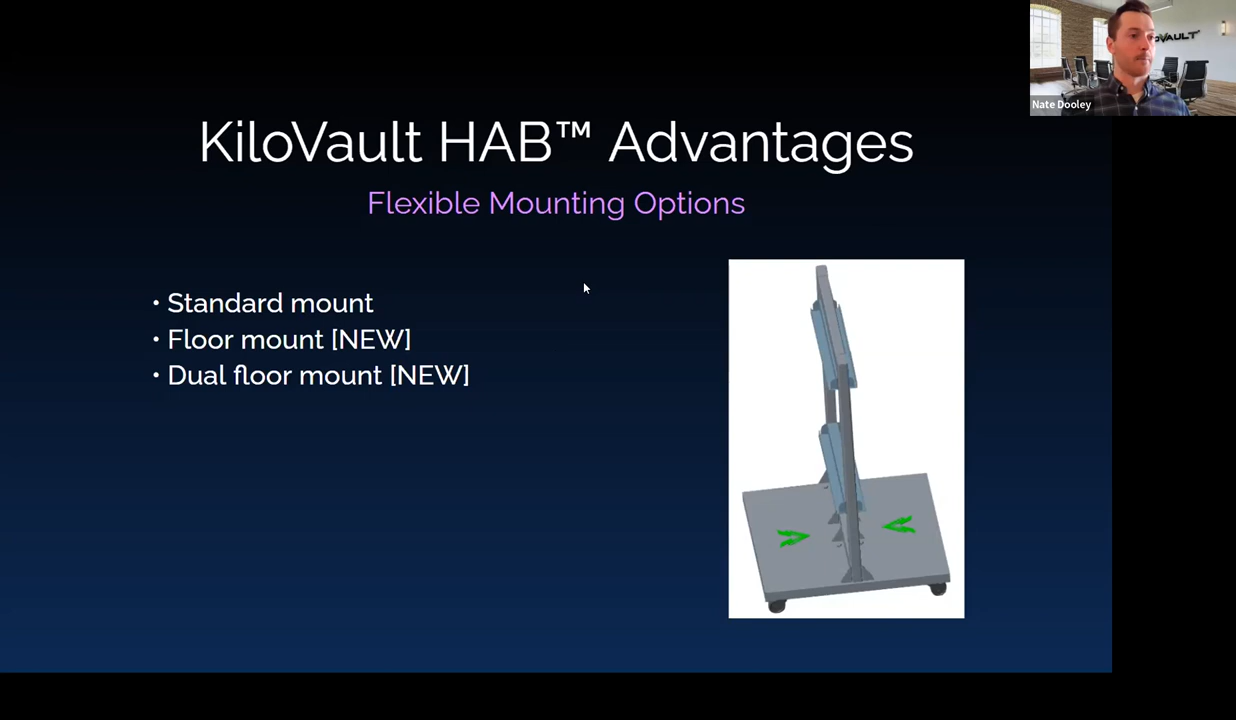 KiloVault HAB™ Advantages
Flexible Mounting Options
• Standard mount
• Floor mount [NEW]
• Dual floor mount [NEW]
Nate Dooley